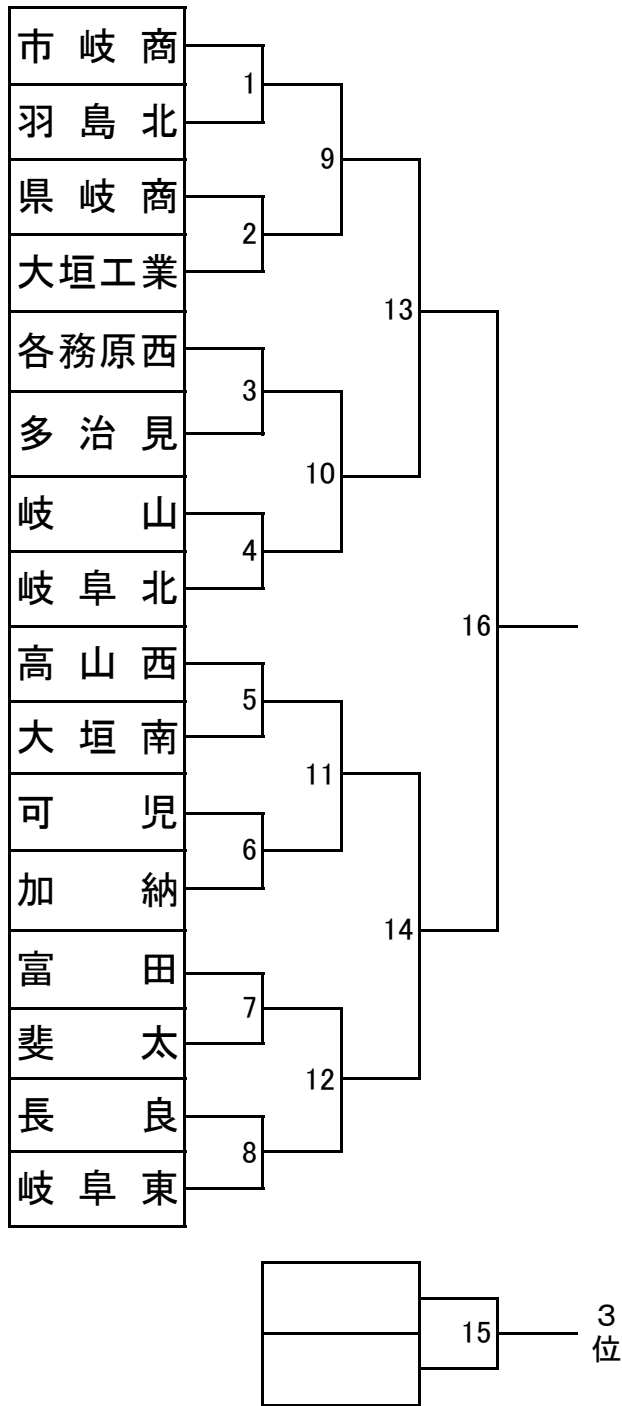 市岐商
羽島北
県岐商
大垣工業
各務原西
多治見
岐山
岐阜北
高山西
大垣南
可児
加納
富田
斐太
長良
岐阜東
1
2
3
4
5
6
7
8
9
10
11
12
13
14
16
15
3位